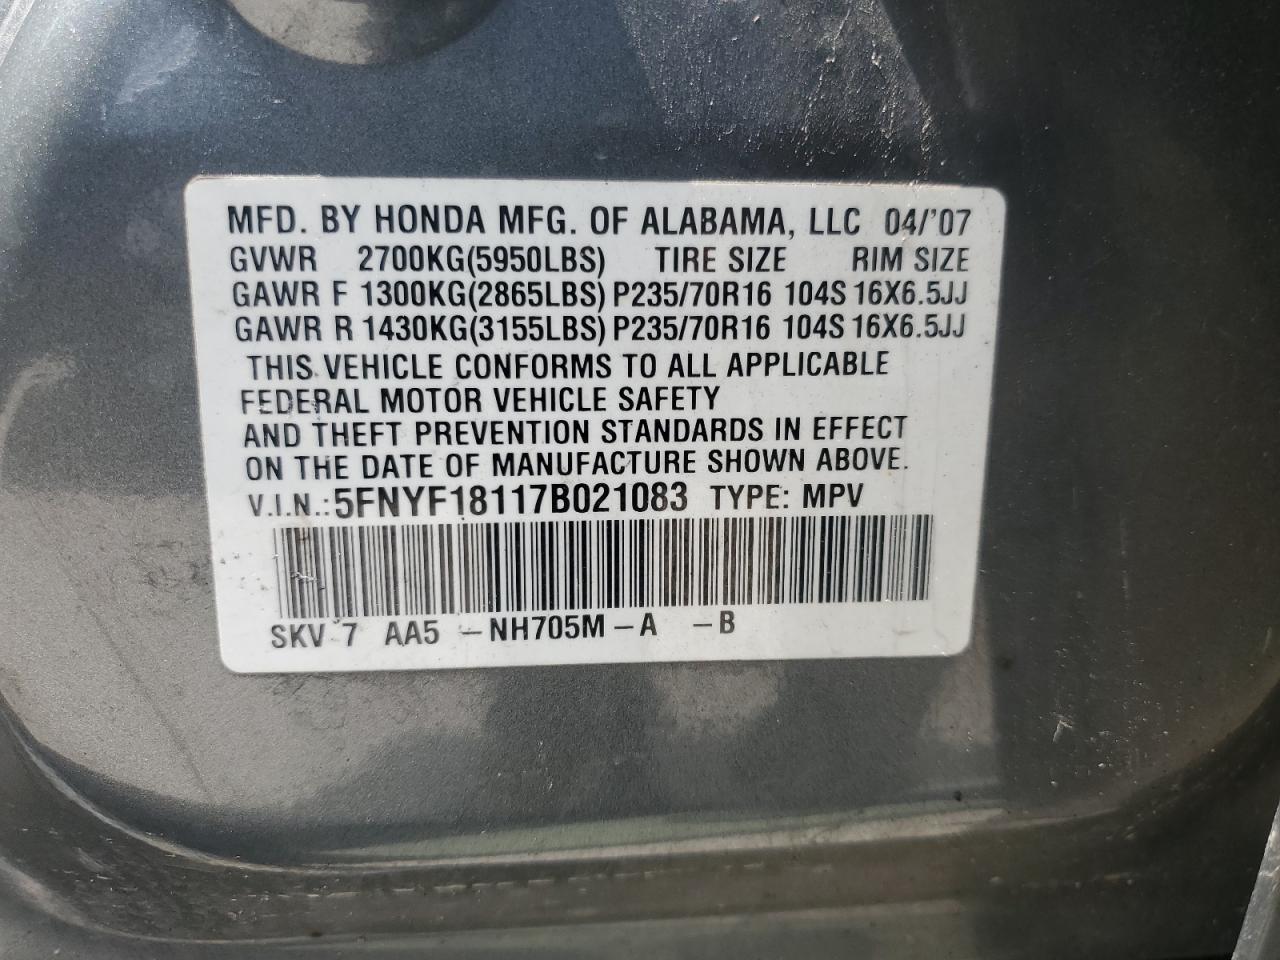 MFD. BY HONDA MFG. OF ALABAMA, LLC 04/'07
GVWR 2700KG(5950LBS) TIRE SIZE RIM SIZE
GAWR F 1300KG(2865LBS) P235/70R16 104S 16X6.5JJ
GAWR R 1430KG(3155LBS) P235/70R16 104S 16X6.5JJ
THIS VEHICLE CONFORMS TO ALL APPLICABLE
FEDERAL MOTOR VEHICLE SAFETY
AND THEFT PREVENTION STANDARDS IN EFFECT
ON THE DATE OF MANUFACTURE SHOWN ABOVE.
V.I.N.:5FNYF18117B021083 TYPE: MPV
SKV 7 AA5 -NH705M-A -B